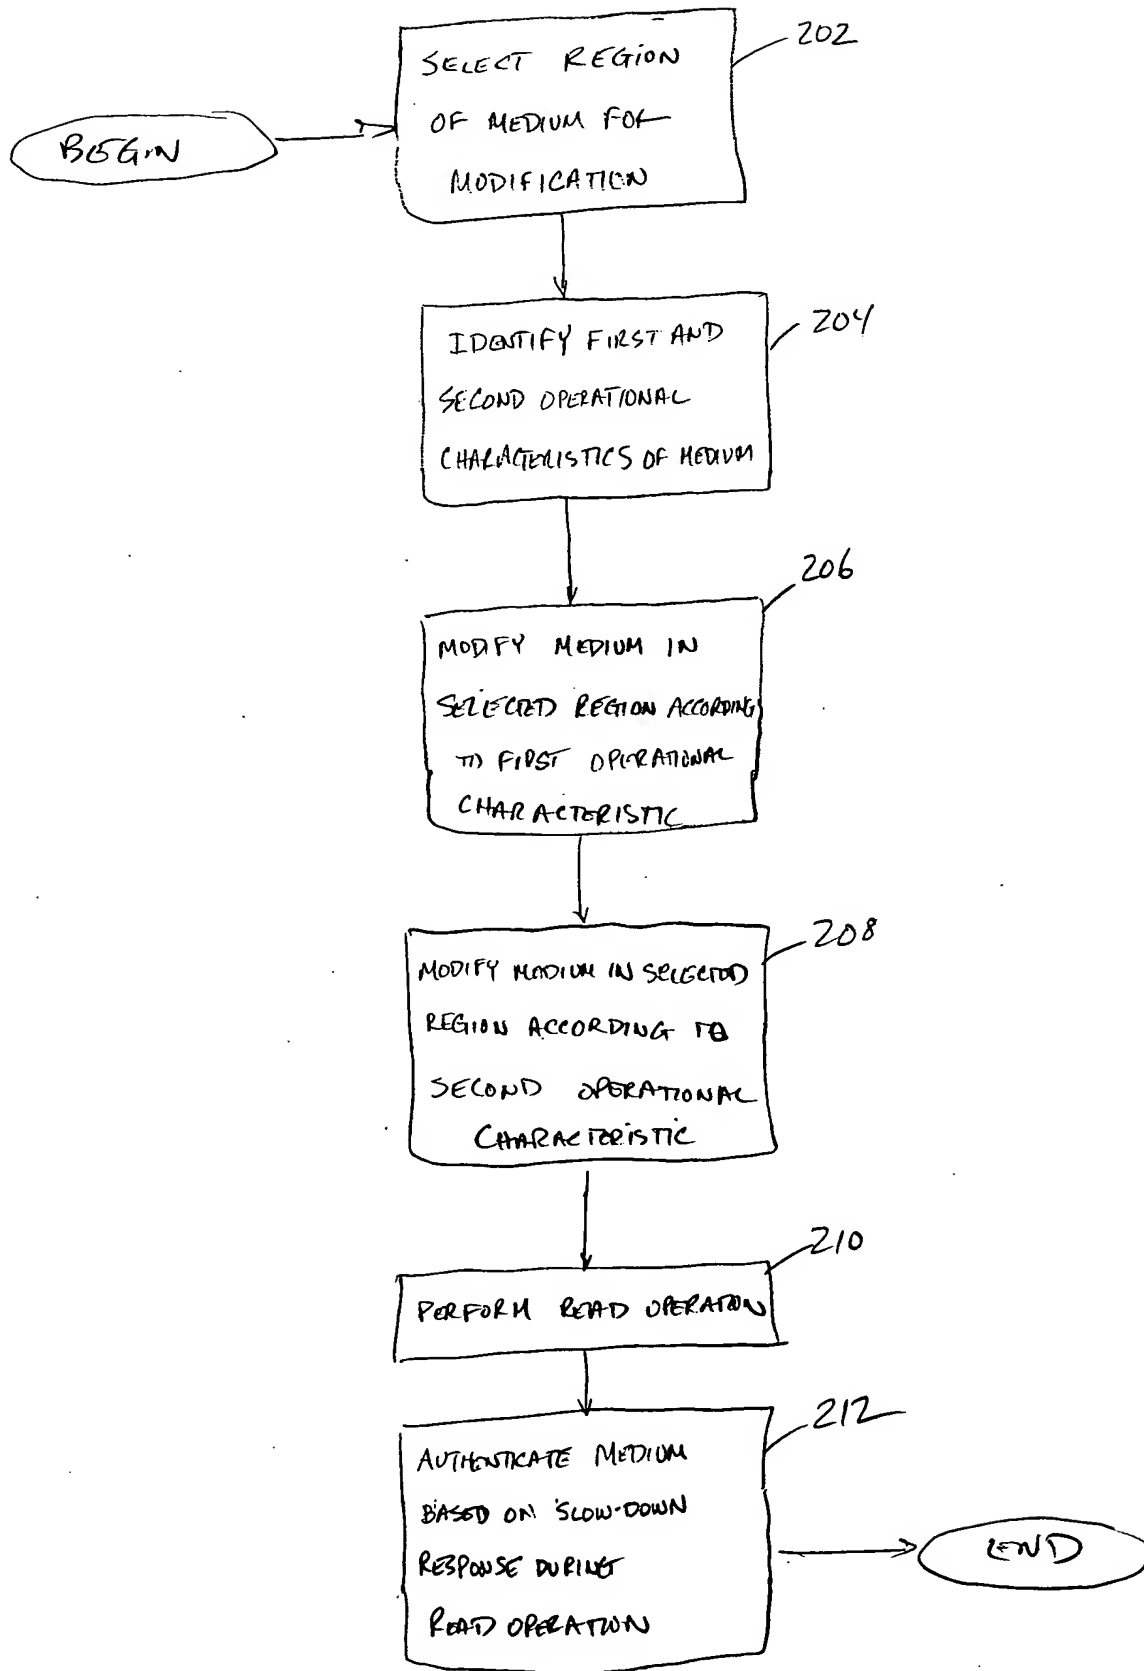 BEGIN
SELECT REGION
OF MEDIUM FOR
MODIFICATION
202
IDENTIFY FIRST AND
SECOND OPERATIONAL
CHARACTERISTICS OF MEDIUM
204
MODIFY MEDIUM IN
SELECTED REGION ACCORDING
TO FIRST OPERATIONAL
CHARACTERISTIC
206
MODIFY MEDIUM IN SELECTED
REGION ACCORDING TO
SECOND OPERATIONAL
CHARACTERISTIC
208
PERFORM READ OPERATION
210
AUTHENTICATE MEDIUM
BASED ON SLOW-DOWN
RESPONSE DURING
READ OPERATION
212
END